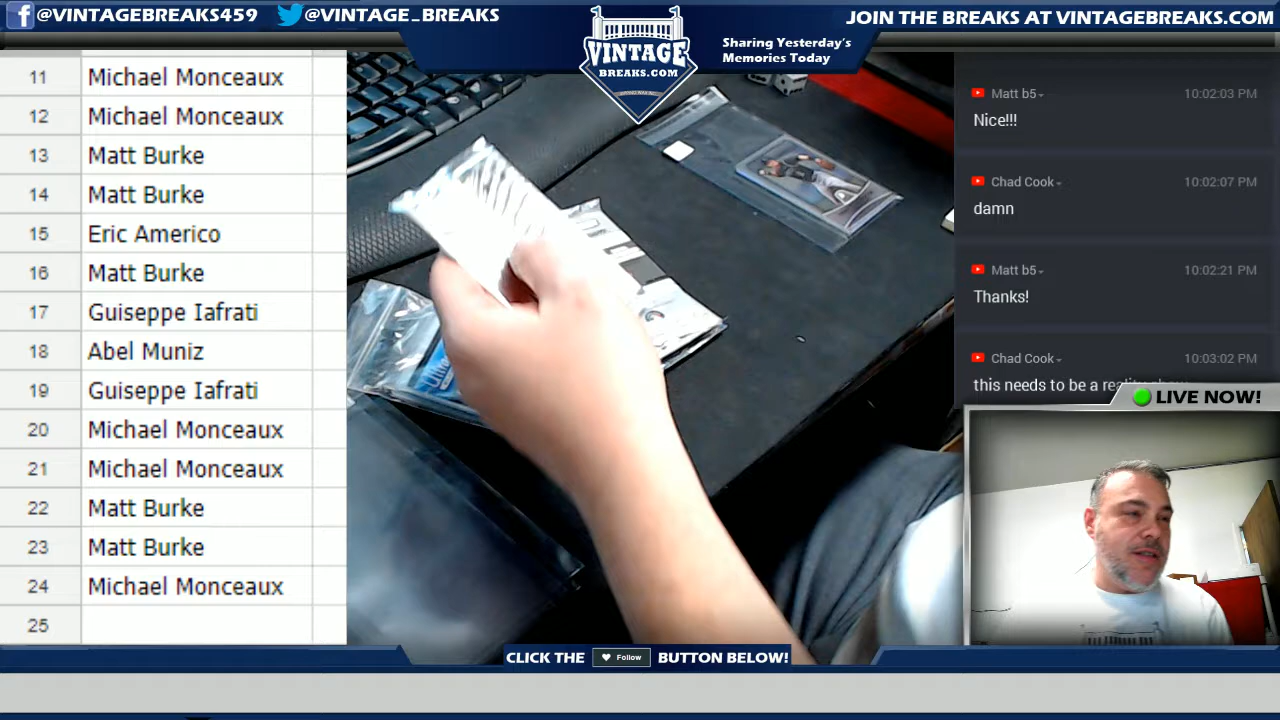 @VINTAGEBREAKS459
@VINTAGE_BREAKS
VINTAGE
BREAKS.COM
Sharing Yesterday's
Memories Today
JOIN THE BREAKS AT VINTAGEBREAKS.COM
11 Michael Monceaux
12 Michael Monceaux
13 Matt Burke
14 Matt Burke
15 Eric Americo
16 Matt Burke
17 Guiseppe Iafrati
18 Abel Muniz
19 Guiseppe Iafrati
20 Michael Monceaux
21 Michael Monceaux
22 Matt Burke
23 Matt Burke
24 Michael Monceaux
25
Matt b5 10:02:03 PM
Nice!!!
Chad Cook 10:02:07 PM
damn
Matt b5 10:02:21 PM
Thanks!
Chad Cook 10:03:02 PM
this needs to be a reality show
LIVE NOW!
CLICK THE Follow BUTTON BELOW!